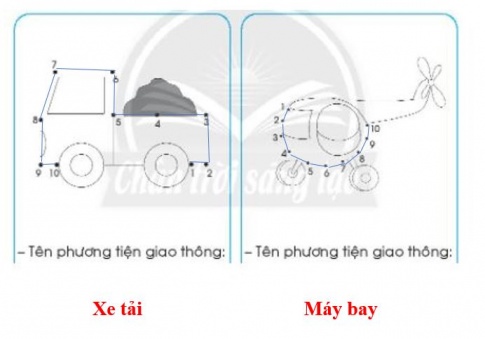 7 6
8 5 4 3
9 10 1 2
1
2 10
3 9
4 8
5 6 7
Chân trời sáng tạo
– Tên phương tiện giao thông: – Tên phương tiện giao thông:
Xe tải Máy bay